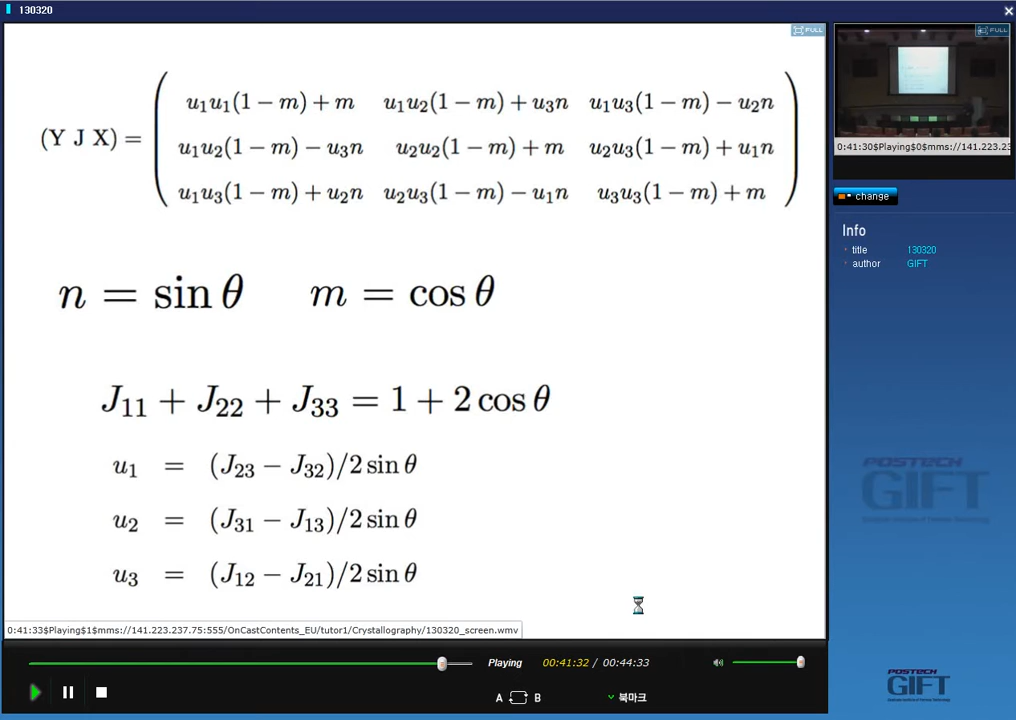 130320
FULL
(Y J X) = ( u₁u₁(1 − m) + m   u₁u₂(1 − m) + u₃n   u₁u₃(1 − m) − u₂n
u₁u₂(1 − m) − u₃n   u₂u₂(1 − m) + m   u₂u₃(1 − m) + u₁n
u₁u₃(1 − m) + u₂n   u₂u₃(1 − m) − u₁n   u₃u₃(1 − m) + m )
n = sin θ   m = cos θ
J₁₁ + J₂₂ + J₃₃ = 1 + 2 cos θ
u₁ = (J₂₃ − J₃₂)/2 sin θ
u₂ = (J₃₁ − J₁₃)/2 sin θ
u₃ = (J₁₂ − J₂₁)/2 sin θ
0:41:33$Playing$1$mms://141.223.237.75:555/OnCastContents_EU/tutor1/Crystallography/130320_screen.wmv
Playing 00:41:32 / 00:44:33
A B 북마크
FULL
0:41:30$Playing$0$mms://141.223.23
change
Info
title 130320
author GIFT
POSTECH
GIFT
POSTECH
GIFT